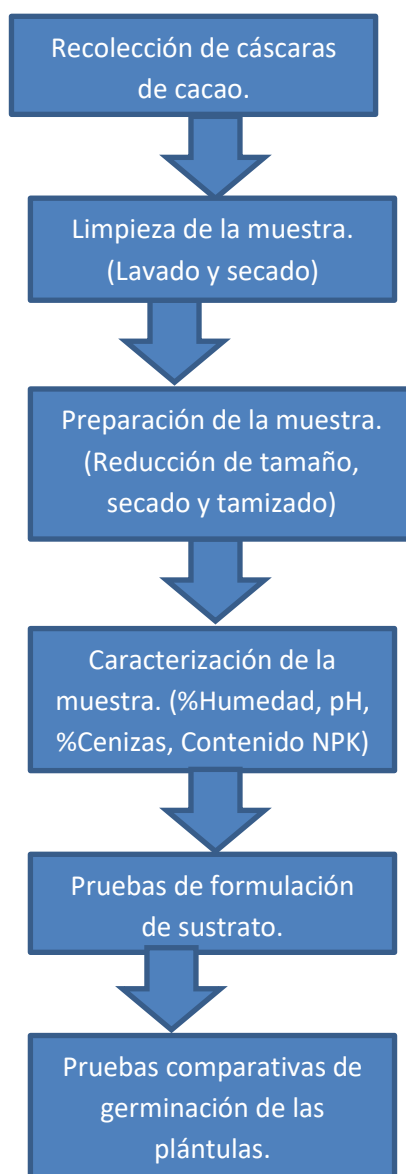 Recolección de cáscaras
de cacao.
Limpieza de la muestra.
(Lavado y secado)
Preparación de la muestra.
(Reducción de tamaño,
secado y tamizado)
Caracterización de la
muestra. (%Humedad, pH,
%Cenizas, Contenido NPK)
Pruebas de formulación
de sustrato.
Pruebas comparativas de
germinación de las
plántulas.